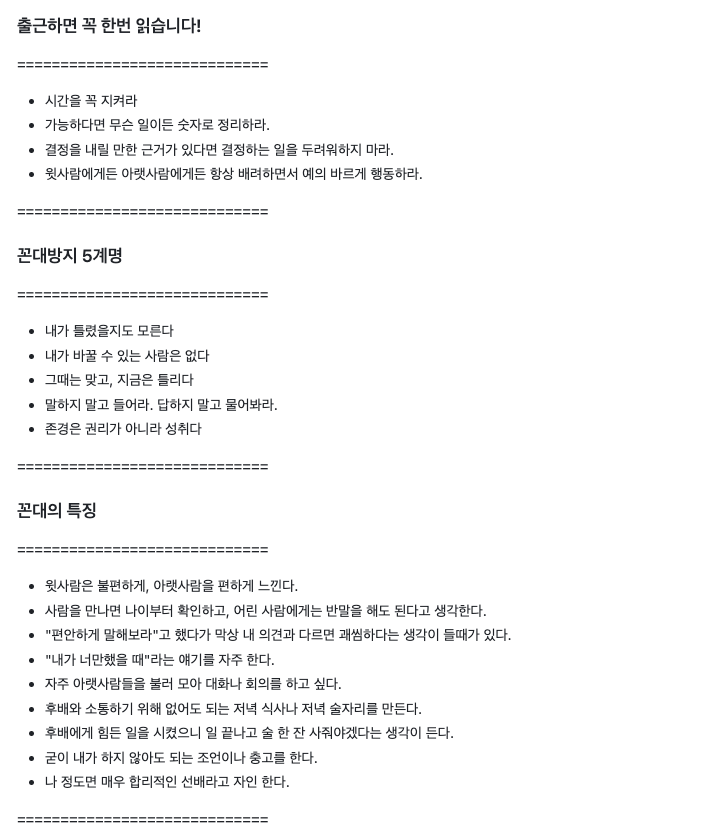 출근하면 꼭 한번 읽습니다!
=============================
• 시간을 꼭 지켜라
• 가능하다면 무슨 일이든 숫자로 정리하라.
• 결정을 내릴 만한 근거가 있다면 결정하는 일을 두려워하지 마라.
• 윗사람에게든 아랫사람에게든 항상 배려하면서 예의 바르게 행동하라.
=============================
꼰대방지 5계명
=============================
• 내가 틀렸을지도 모른다
• 내가 바꿀 수 있는 사람은 없다
• 그때는 맞고, 지금은 틀리다
• 말하지 말고 들어라. 답하지 말고 물어봐라.
• 존경은 권리가 아니라 성취다
=============================
꼰대의 특징
=============================
• 윗사람은 불편하게, 아랫사람을 편하게 느낀다.
• 사람을 만나면 나이부터 확인하고, 어린 사람에게는 반말을 해도 된다고 생각한다.
• "편안하게 말해보라"고 했다가 막상 내 의견과 다르면 괘씸하다는 생각이 들때가 있다.
• "내가 너만했을 때"라는 얘기를 자주 한다.
• 자주 아랫사람들을 불러 모아 대화나 회의를 하고 싶다.
• 후배와 소통하기 위해 없어도 되는 저녁 식사나 저녁 술자리를 만든다.
• 후배에게 힘든 일을 시켰으니 일 끝나고 술 한 잔 사줘야겠다는 생각이 든다.
• 굳이 내가 하지 않아도 되는 조언이나 충고를 한다.
• 나 정도면 매우 합리적인 선배라고 자인 한다.
=============================